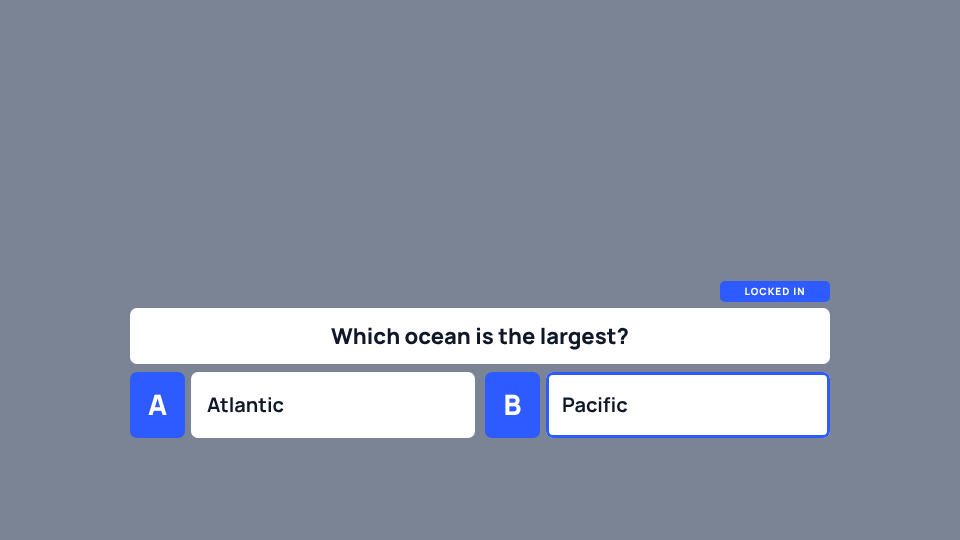 LOCKED IN
Which ocean is the largest?
A Atlantic B Pacific